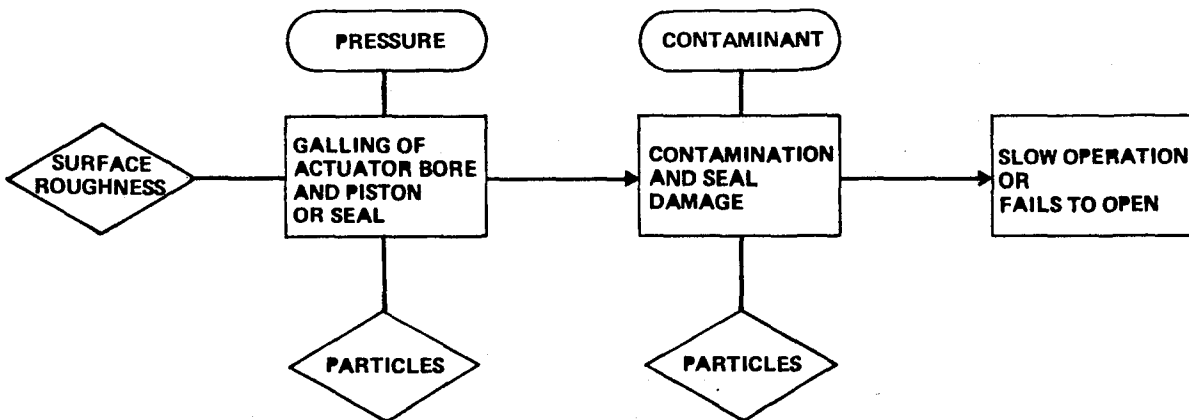 PRESSURE
CONTAMINANT
SURFACE
ROUGHNESS
GALLING OF
ACTUATOR BORE
AND PISTON
OR SEAL
CONTAMINATION
AND SEAL
DAMAGE
SLOW OPERATION
OR
FAILS TO OPEN
PARTICLES
PARTICLES